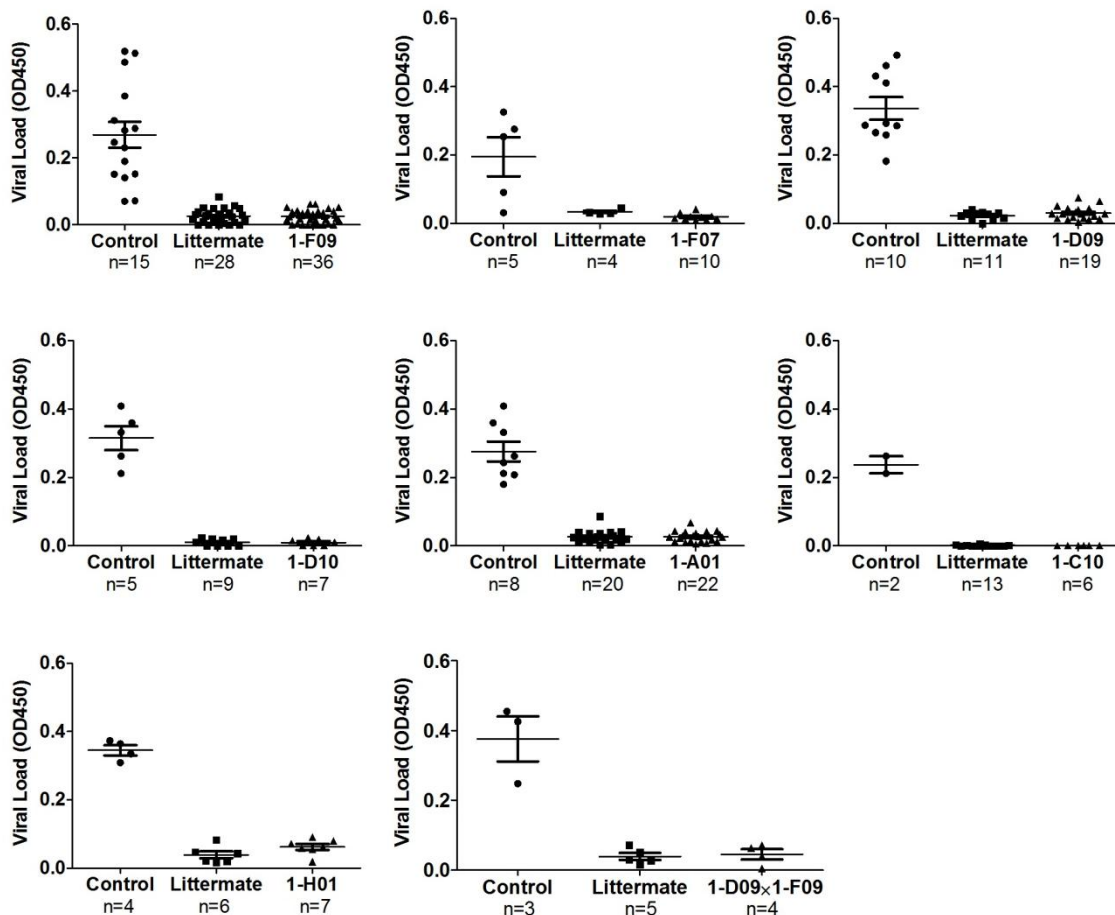 0.6
0.4
0.2
0.0
Viral Load (OD450)
Control Littermate 1-F09
n=15 n=28 n=36
0.6
0.4
0.2
0.0
Viral Load (OD450)
Control Littermate 1-F07
n=5 n=4 n=10
0.6
0.4
0.2
0.0
Viral Load (OD450)
Control Littermate 1-D09
n=10 n=11 n=19
0.6
0.4
0.2
0.0
Viral Load (OD450)
Control Littermate 1-D10
n=5 n=9 n=7
0.6
0.4
0.2
0.0
Viral Load (OD450)
Control Littermate 1-A01
n=8 n=20 n=22
0.6
0.4
0.2
0.0
Viral Load (OD450)
Control Littermate 1-C10
n=2 n=13 n=6
0.6
0.4
0.2
0.0
Viral Load (OD450)
Control Littermate 1-H01
n=4 n=6 n=7
0.6
0.4
0.2
0.0
Viral Load (OD450)
Control Littermate 1-D09×1-F09
n=3 n=5 n=4